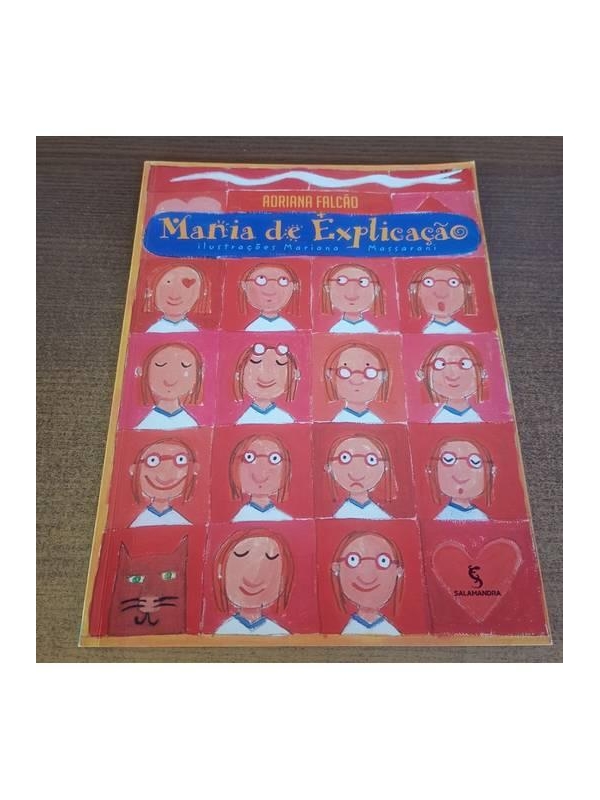 ADRIANA FALCÃO
Mania de Explicação
ilustrações Mariana Massarani
SALAMANDRA